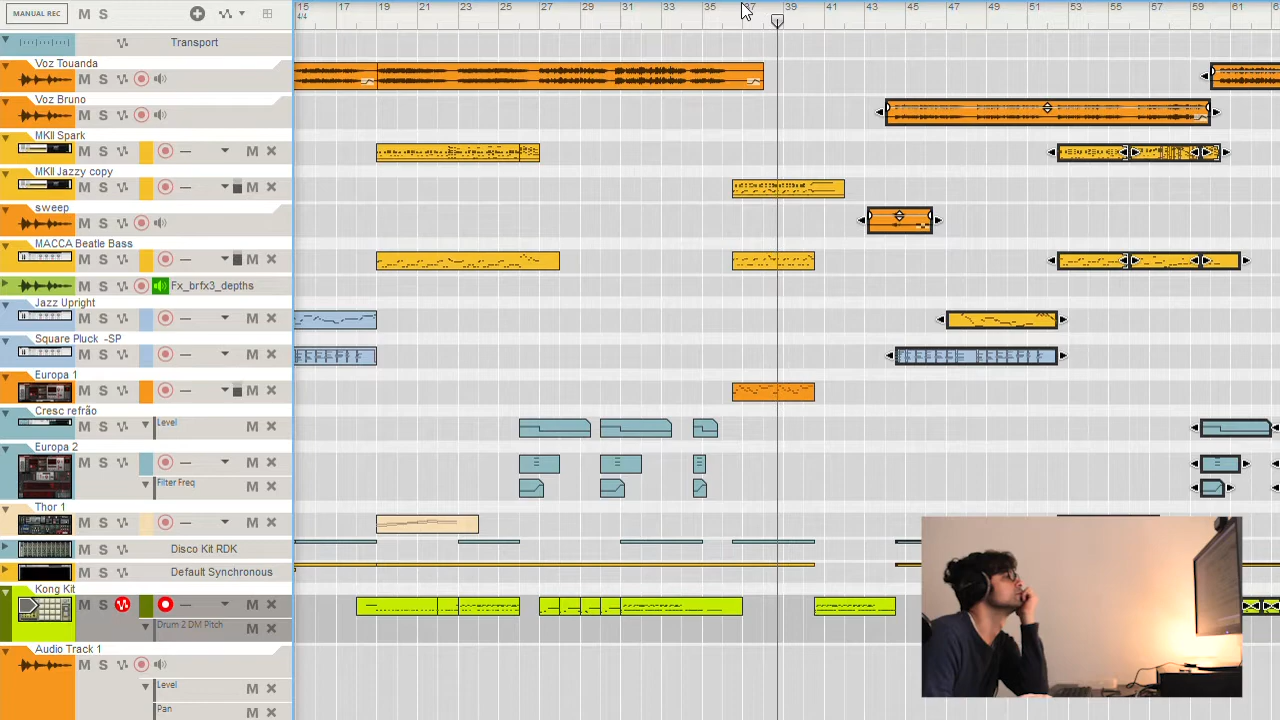 MANUAL REC M S
15 17 19 21 23 25 27 29 31 33 35 37 39 41 43 45 47 49 51 53 55 57 59 61
4/4
Transport
Voz Touanda
M S
Voz Bruno
M S
MKII Spark
M S M
MKII Jazzy copy
M S M
sweep
M S
MACCA Beatle Bass
M S M
Fx_brfx3_depths
Jazz Upright
M S M
Square Pluck -SP
M S M
Europa 1
M S M
Cresc refrão
M S Level M
Europa 2
M S M
Filter Freq M
Thor 1
M S M
M S Disco Kit RDK
M S Default Synchronous
Kong Kit
M S M
Drum 2 DM Pitch M
Audio Track 1
M S
Level M
Pan M